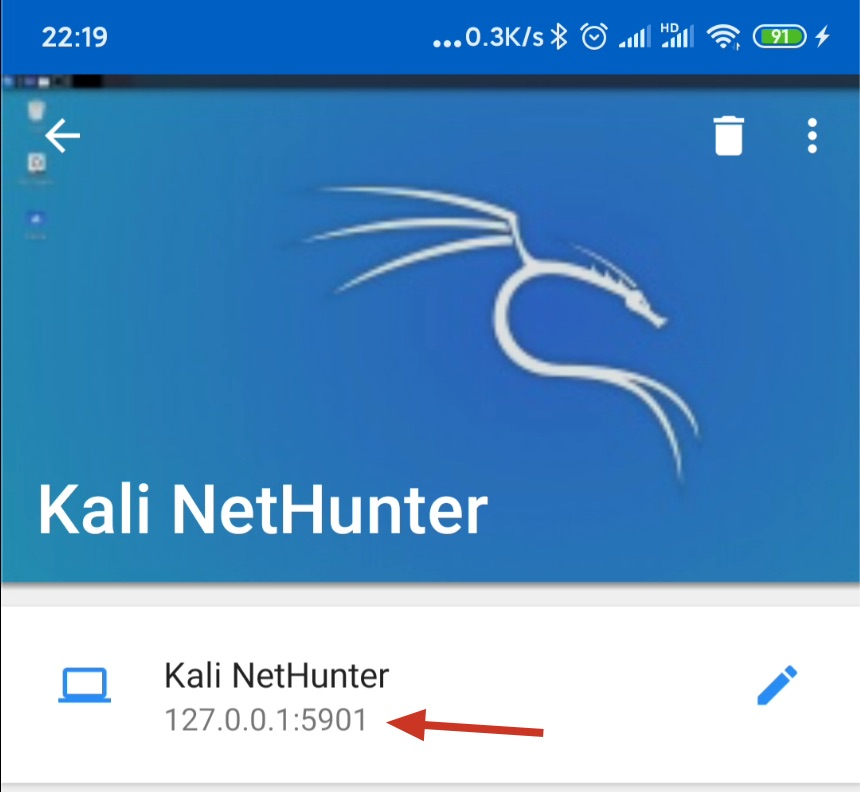 22:19
...0.3K/s HD 91
Kali NetHunter
Kali NetHunter
127.0.0.1:5901